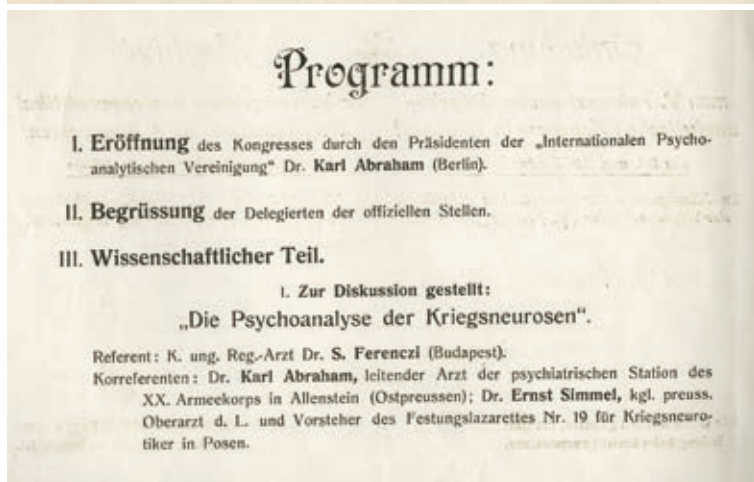 Programm:
I. Eröffnung des Kongresses durch den Präsidenten der „Internationalen Psycho-
analytischen Vereinigung“ Dr. Karl Abraham (Berlin).
II. Begrüssung der Delegierten der offiziellen Stellen.
III. Wissenschaftlicher Teil.
1. Zur Diskussion gestellt:
„Die Psychoanalyse der Kriegsneurosen“.
Referent: K. ung. Reg.-Arzt Dr. S. Ferenczi (Budapest).
Korreferenten: Dr. Karl Abraham, leitender Arzt der psychiatrischen Station des
XX. Armeekorps in Allenstein (Ostpreussen); Dr. Ernst Simmel, kgl. preuss.
Oberarzt d. L. und Vorsteher des Festungslazarettes Nr. 19 für Kriegsneuro-
tiker in Posen.